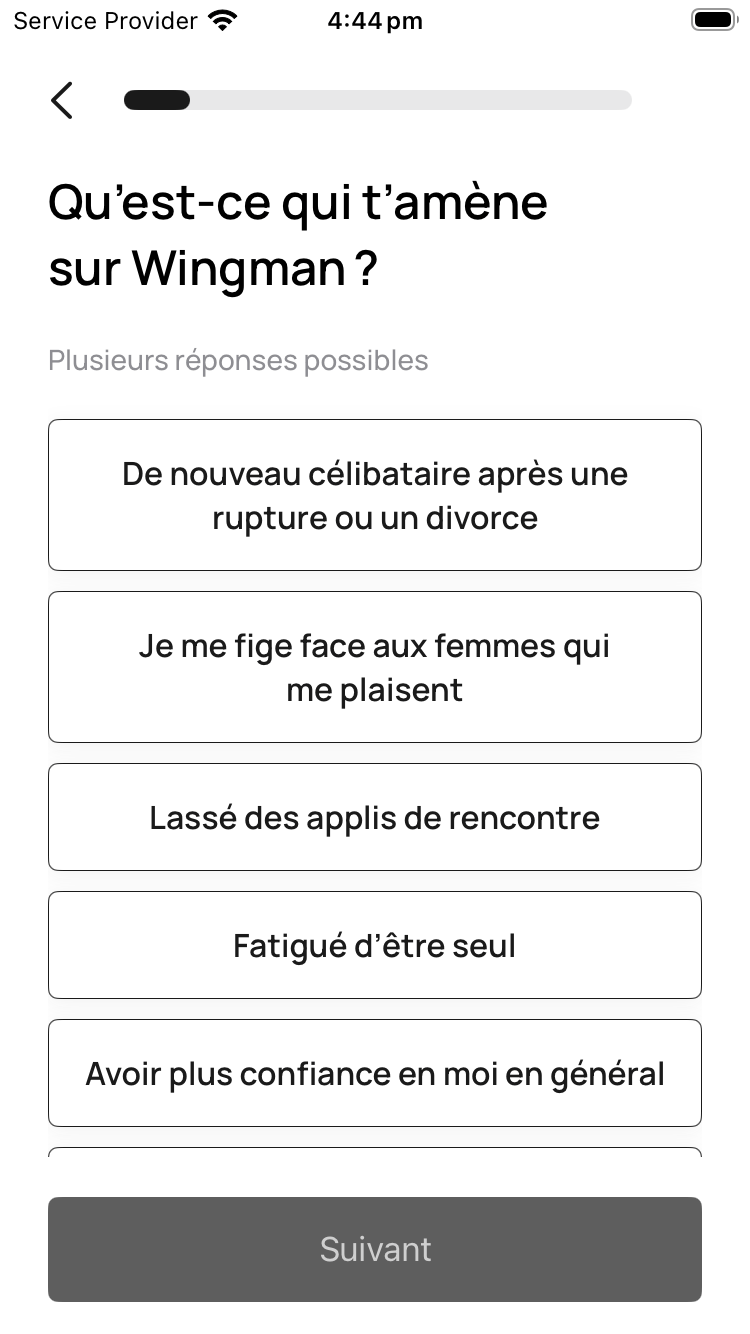 Service Provider 4:44 pm
Qu’est-ce qui t’amène
sur Wingman ?
Plusieurs réponses possibles
De nouveau célibataire après une
rupture ou un divorce
Je me fige face aux femmes qui
me plaisent
Lassé des applis de rencontre
Fatigué d’être seul
Avoir plus confiance en moi en général
Suivant